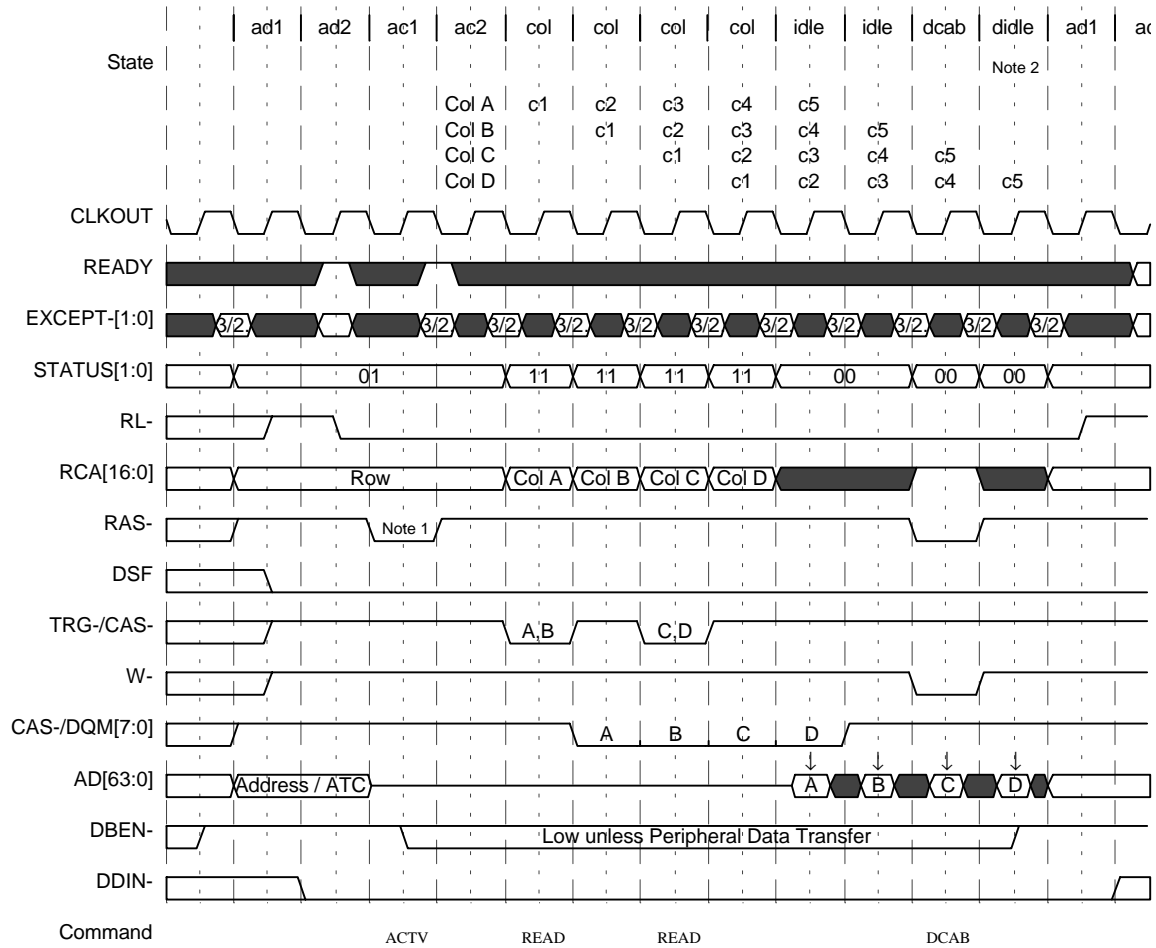 ad1 ad2 ac1 ac2 col col col col idle idle dcab didle ad1
State Note 2
Col A c1 c2 c3 c4 c5
Col B c1 c2 c3 c4 c5
Col C c1 c2 c3 c4 c5
Col D c1 c2 c3 c4 c5
CLKOUT
READY
EXCEPT-[1:0] 3/2. 3/2. 3/2. 3/2. 3/2. 3/2 3/2. 3/2. 3/2. 3/2 3/2.
STATUS[1:0] 01 11 11 11 11 00 00 00
RL-
RCA[16:0] Row Col A Col B Col C Col D
RAS- Note 1
DSF
TRG-/CAS- A,B C,D
W-
CAS-/DQM[7:0] A B C D
AD[63:0] Address / ATC A B C D
DBEN- Low unless Peripheral Data Transfer
DDIN-
Command ACTV READ READ DCAB